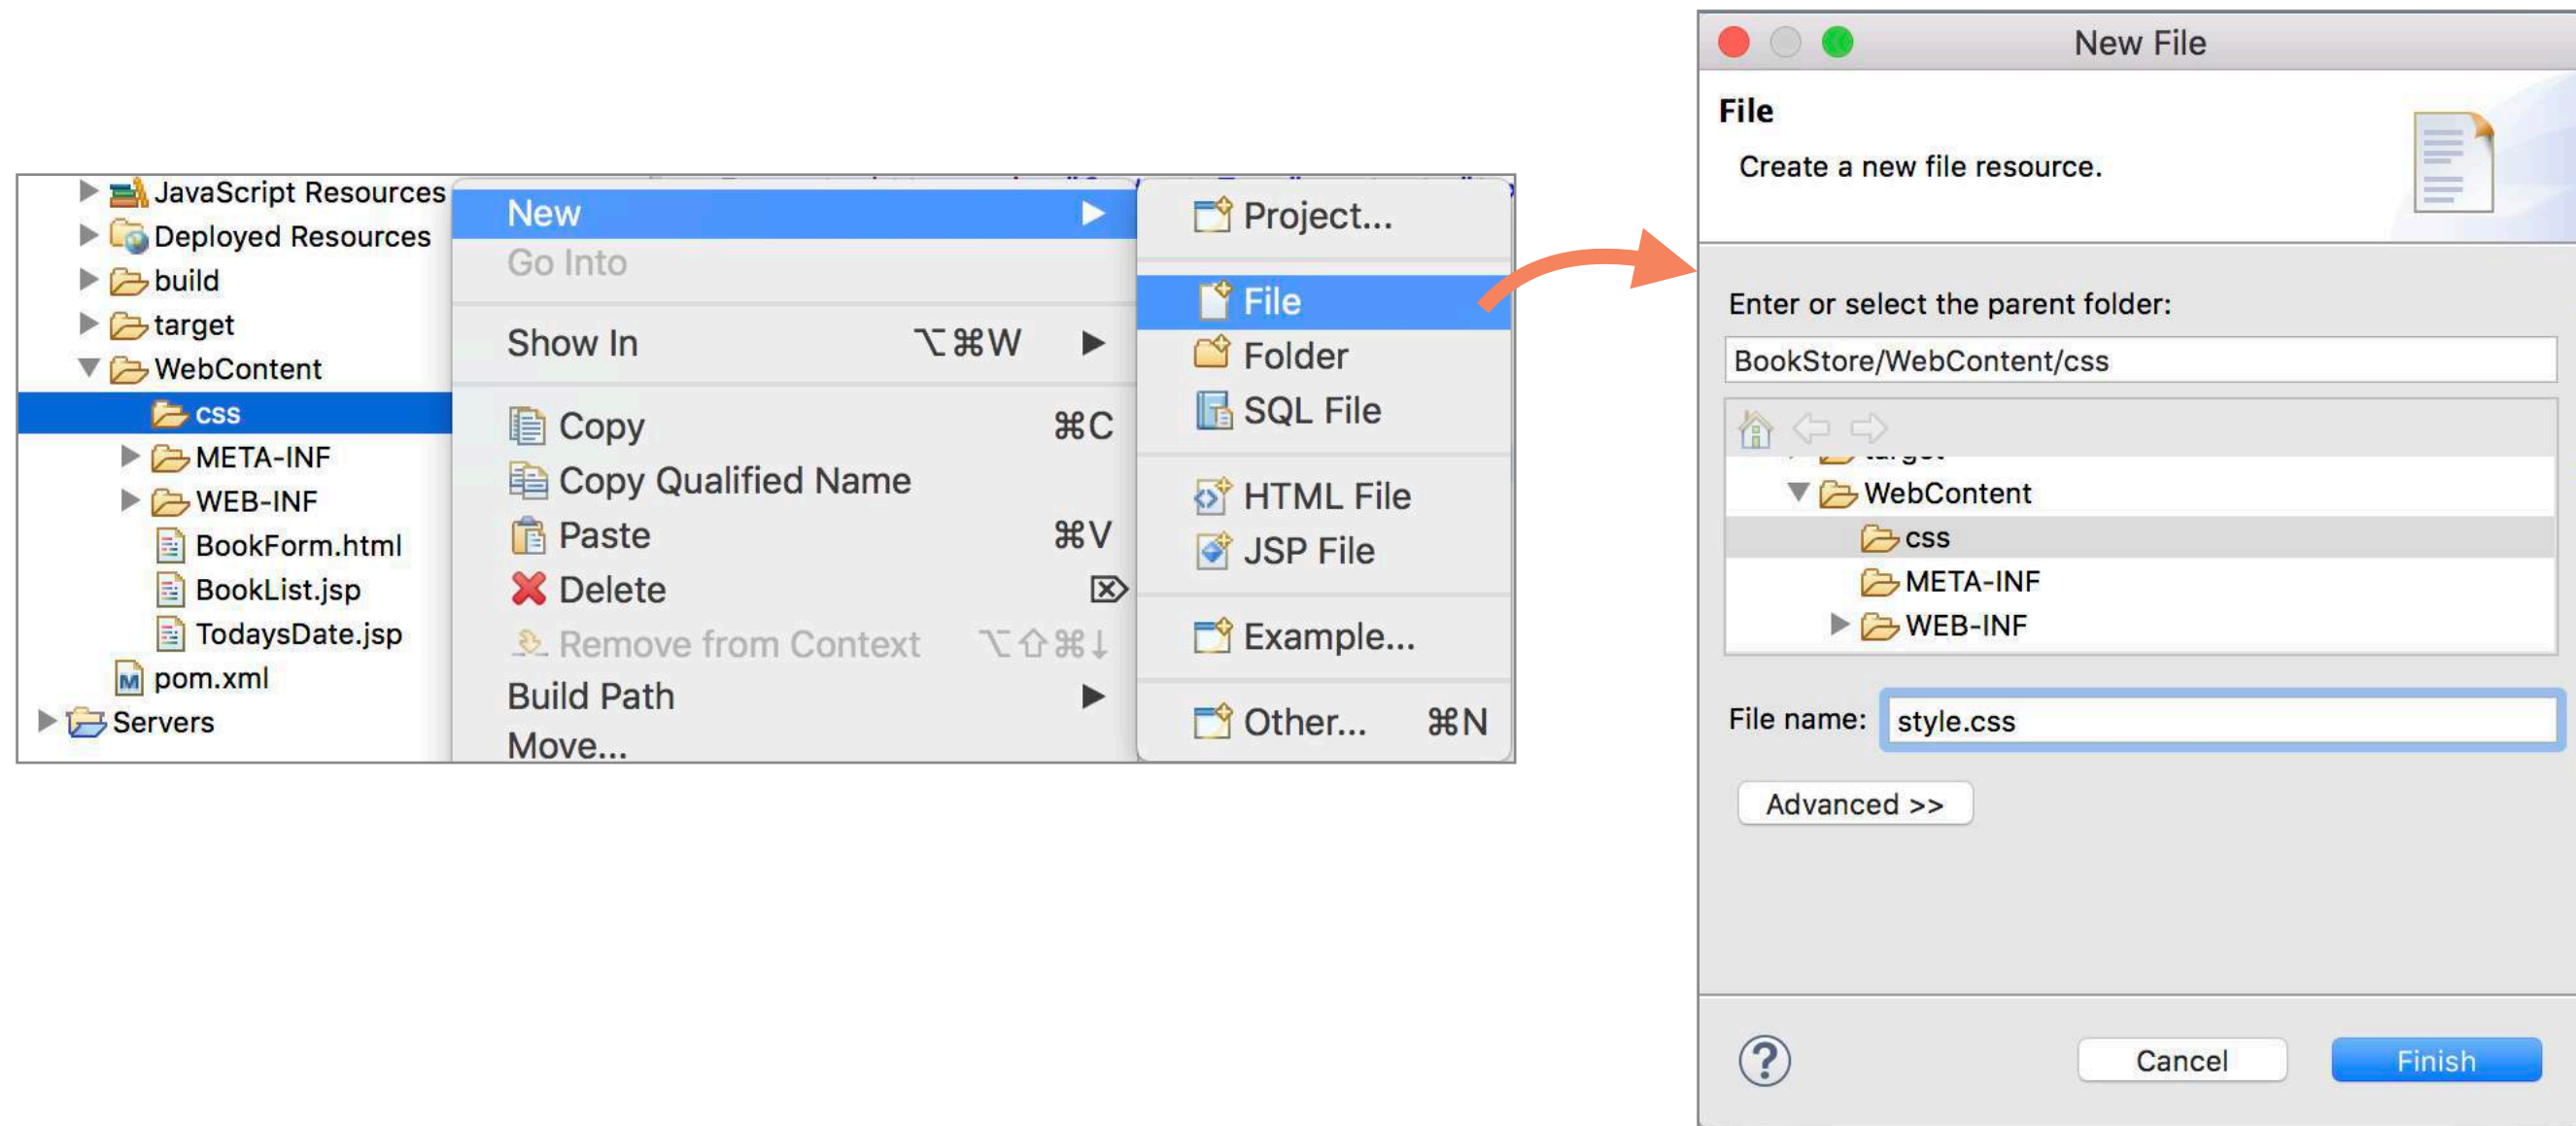 JavaScript Resources
Deployed Resources
build
target
WebContent
css
META-INF
WEB-INF
BookForm.html
BookList.jsp
TodaysDate.jsp
pom.xml
Servers
New
Go Into
Show In ⌥⌘W
Copy ⌘C
Copy Qualified Name
Paste ⌘V
Delete ⌦
Remove from Context ⌥⇧⌘↓
Build Path
Move...
Project...
File
Folder
SQL File
HTML File
JSP File
Example...
Other... ⌘N
New File
File
Create a new file resource.
Enter or select the parent folder:
BookStore/WebContent/css
target
WebContent
css
META-INF
WEB-INF
File name: style.css
Advanced >>
?
Cancel Finish